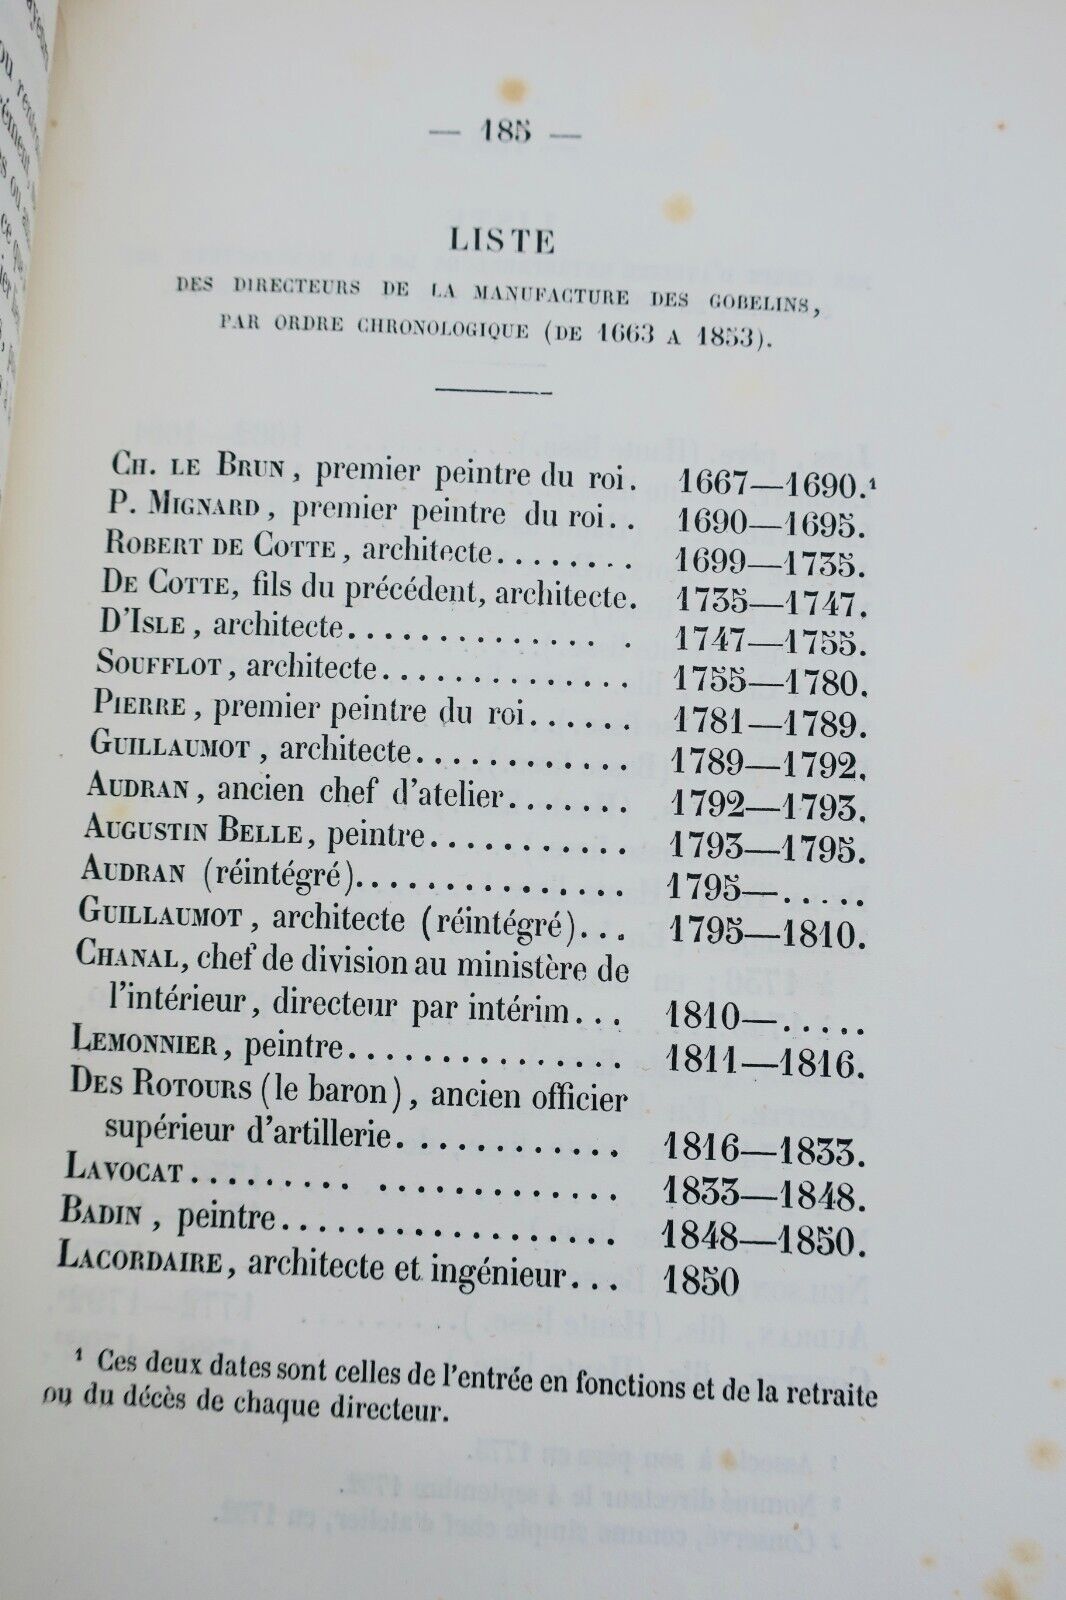 — 185 —
LISTE
DES DIRECTEURS DE LA MANUFACTURE DES GOBELINS,
PAR ORDRE CHRONOLOGIQUE (DE 1663 A 1853).
CH. LE BRUN, premier peintre du roi. 1667—1690.¹
P. MIGNARD, premier peintre du roi.. 1690—1695.
ROBERT DE COTTE, architecte........ 1699—1735.
DE COTTE, fils du précédent, architecte. 1735—1747.
D'ISLE, architecte.............. . 1747—1755.
SOUFFLOT, architecte.............. 1755—1780.
PIERRE, premier peintre du roi...... 1781—1789.
GUILLAUMOT, architecte............ 1789—1792.
AUDRAN, ancien chef d'atelier....... 1792—1793.
AUGUSTIN BELLE, peintre........... 1793—1795.
AUDRAN (réintégré)............... 1795—.....
GUILLAUMOT, architecte (réintégré)... 1795—1810.
CHANAL, chef de division au ministère de
l'intérieur, directeur par intérim... 1810—.....
LEMONNIER, peintre............... 1811—1816.
DES ROTOURS (le baron), ancien officier
supérieur d'artillerie............ 1816—1833.
LAVOCAT......... ............. 1833—1848.
BADIN, peintre.................. 1848—1850.
LACORDAIRE, architecte et ingénieur... 1850
¹ Ces deux dates sont celles de l'entrée en fonctions et de la retraite
ou du décès de chaque directeur.